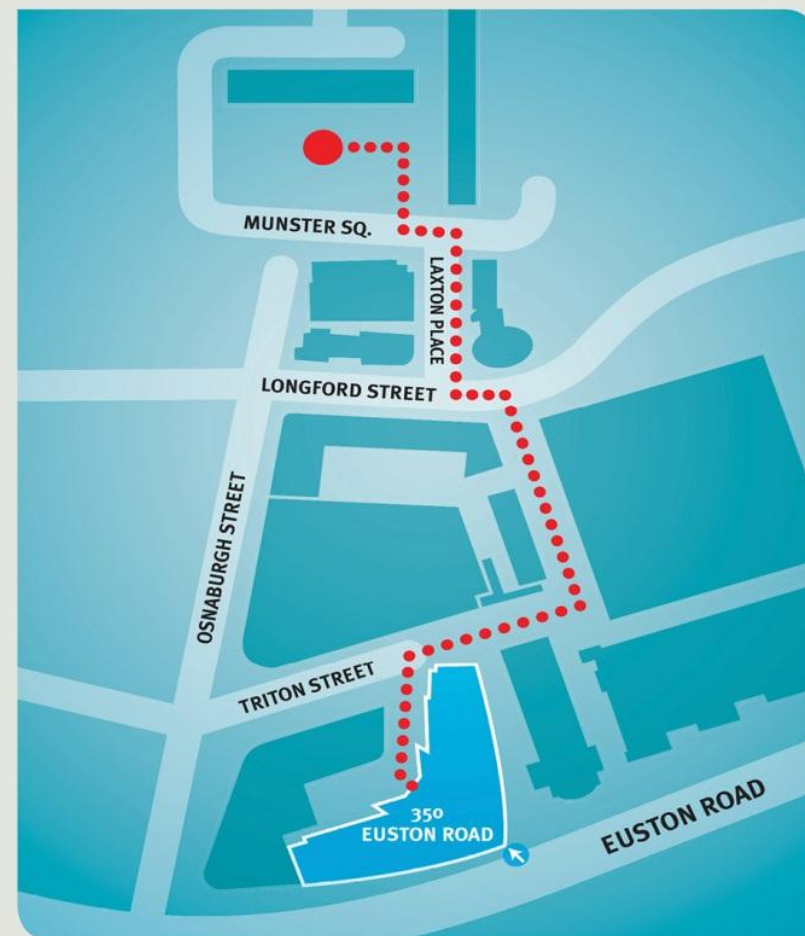 MUNSTER SQ.
LAXTON PLACE
LONGFORD STREET
OSNABURGH STREET
TRITON STREET
350
EUSTON ROAD
EUSTON ROAD